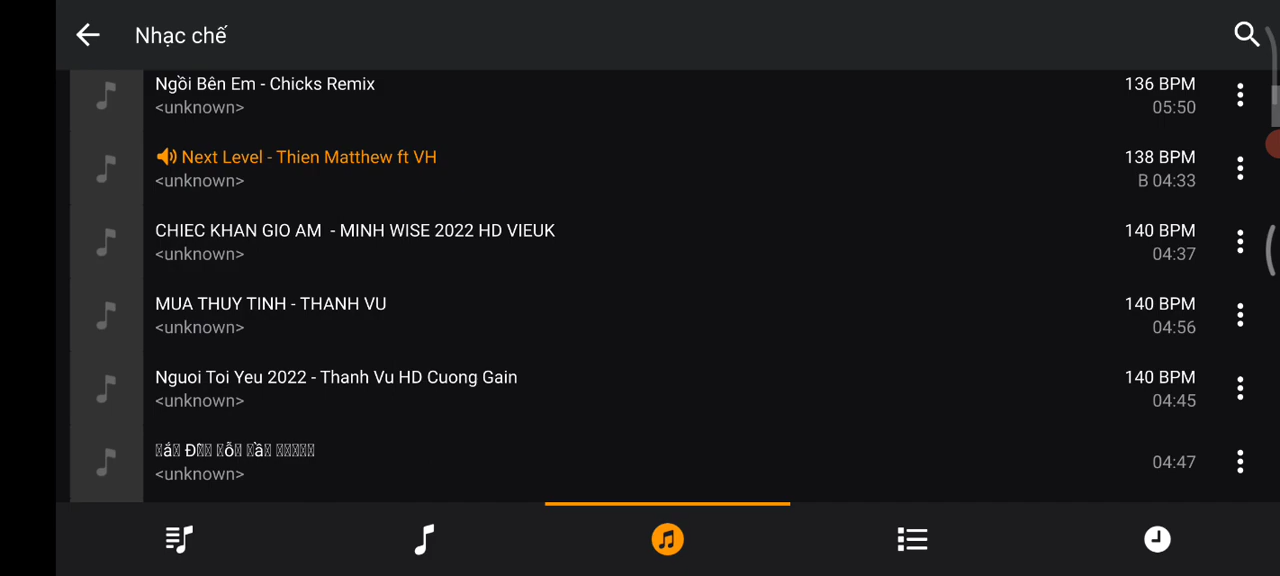 Nhạc chế
Ngồi Bên Em - Chicks Remix
136 BPM
<unknown>
05:50
Next Level - Thien Matthew ft VH
138 BPM
<unknown>
B 04:33
CHIEC KHAN GIO AM - MINH WISE 2022 HD VIEUK
140 BPM
<unknown>
04:37
MUA THUY TINH - THANH VU
140 BPM
<unknown>
04:56
Nguoi Toi Yeu 2022 - Thanh Vu HD Cuong Gain
140 BPM
<unknown>
04:45
<unknown>
04:47